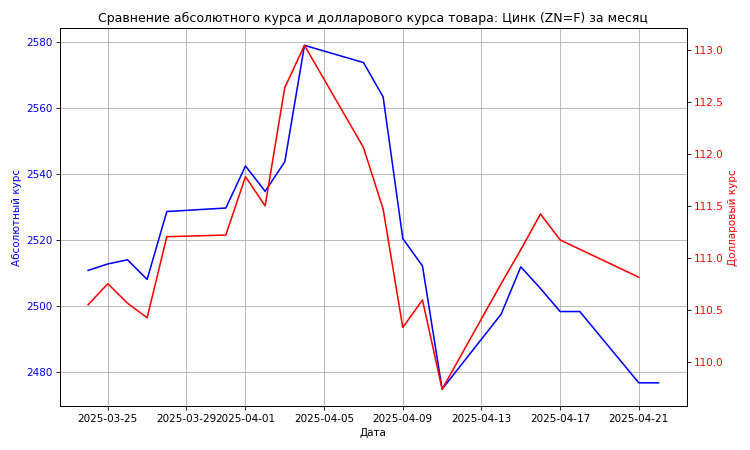 Сравнение абсолютного курса и долларового курса товара: Цинк (ZN=F) за месяц
2580
2560
2540
2520
2500
2480
Абсолютный курс
113.0
112.5
112.0
111.5
111.0
110.5
110.0
Долларовый курс
2025-03-25 2025-03-29 2025-04-01 2025-04-05 2025-04-09 2025-04-13 2025-04-17 2025-04-21
Дата